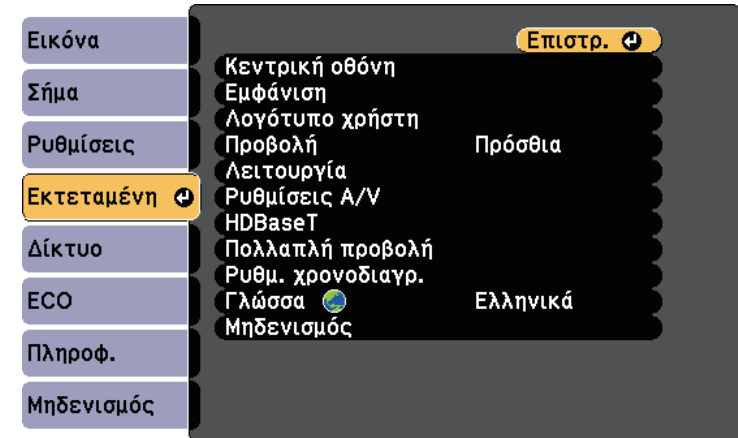 Εικόνα
Σήμα
Ρυθμίσεις
Εκτεταμένη
Δίκτυο
ECO
Πληροφ.
Μηδενισμός
Επιστρ.
Κεντρική οθόνη
Εμφάνιση
Λογότυπο χρήστη
Προβολή Πρόσθια
Λειτουργία
Ρυθμίσεις A/V
HDBaseT
Πολλαπλή προβολή
Ρυθμ. χρονοδιαγρ.
Γλώσσα Ελληνικά
Μηδενισμός